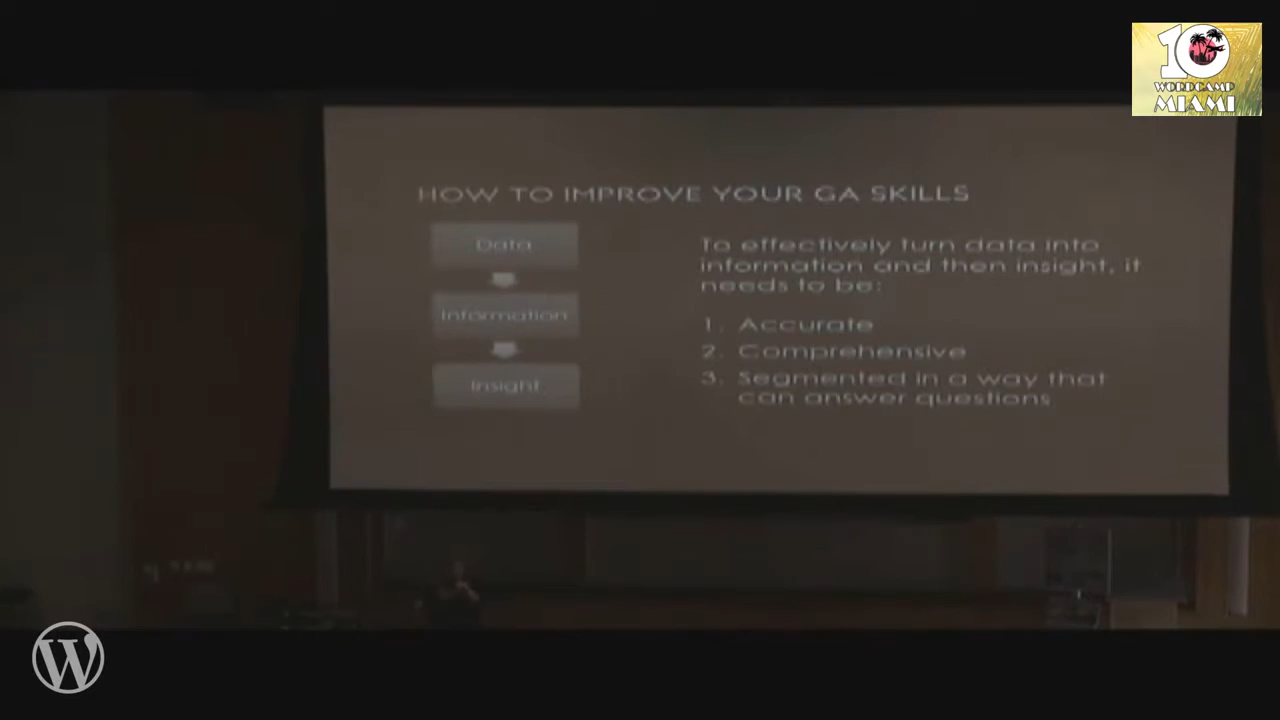 10
WORDCAMP
MIAMI
HOW TO IMPROVE YOUR GA SKILLS
Data
Information
Insight
To effectively turn data into
information and then insight, it
needs to be:
1. Accurate
2. Comprehensive
3. Segmented in a way that
can answer questions